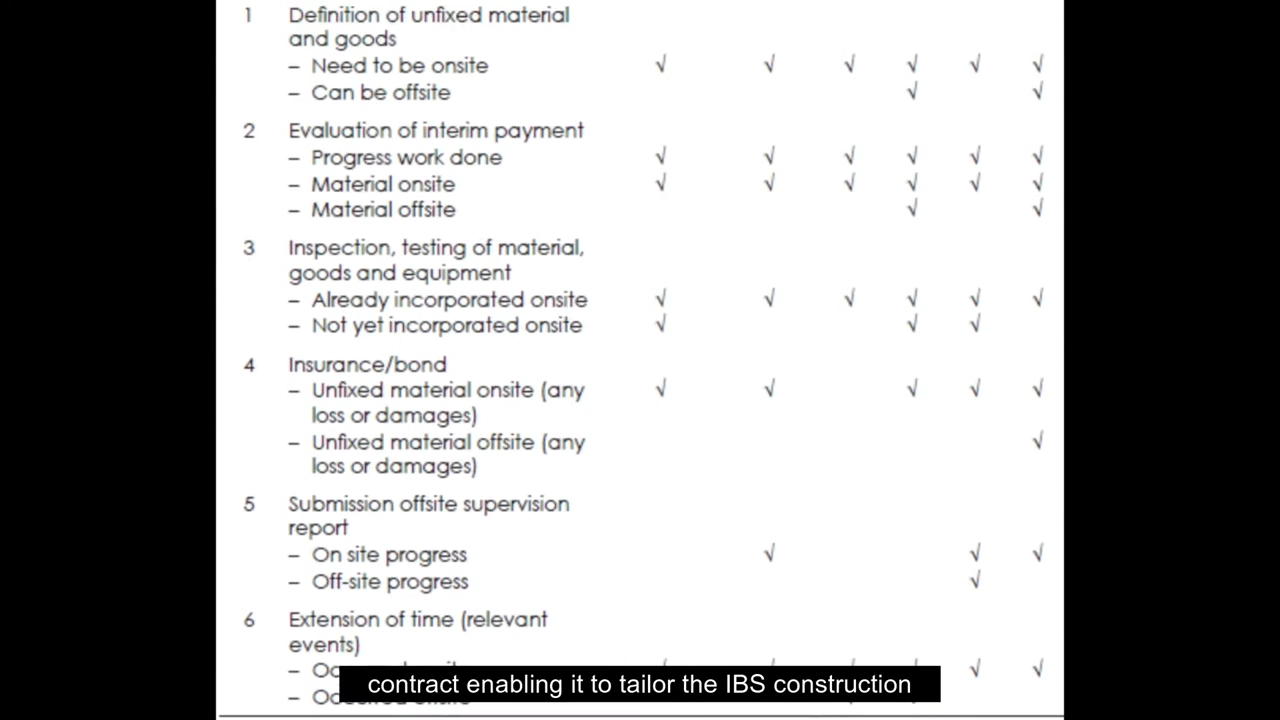 1 Definition of unfixed material
and goods
– Need to be onsite √ √ √ √ √ √
– Can be offsite √ √
2 Evaluation of interim payment
– Progress work done √ √ √ √ √ √
– Material onsite √ √ √ √ √ √
– Material offsite √ √
3 Inspection, testing of material,
goods and equipment
– Already incorporated onsite √ √ √ √ √ √
– Not yet incorporated onsite √ √ √
4 Insurance/bond
– Unfixed material onsite (any √ √ √ √ √
loss or damages)
– Unfixed material offsite (any √
loss or damages)
5 Submission offsite supervision
report
– On site progress √ √ √
– Off-site progress √
6 Extension of time (relevant
events)
– √ √
contract enabling it to tailor the IBS construction
–